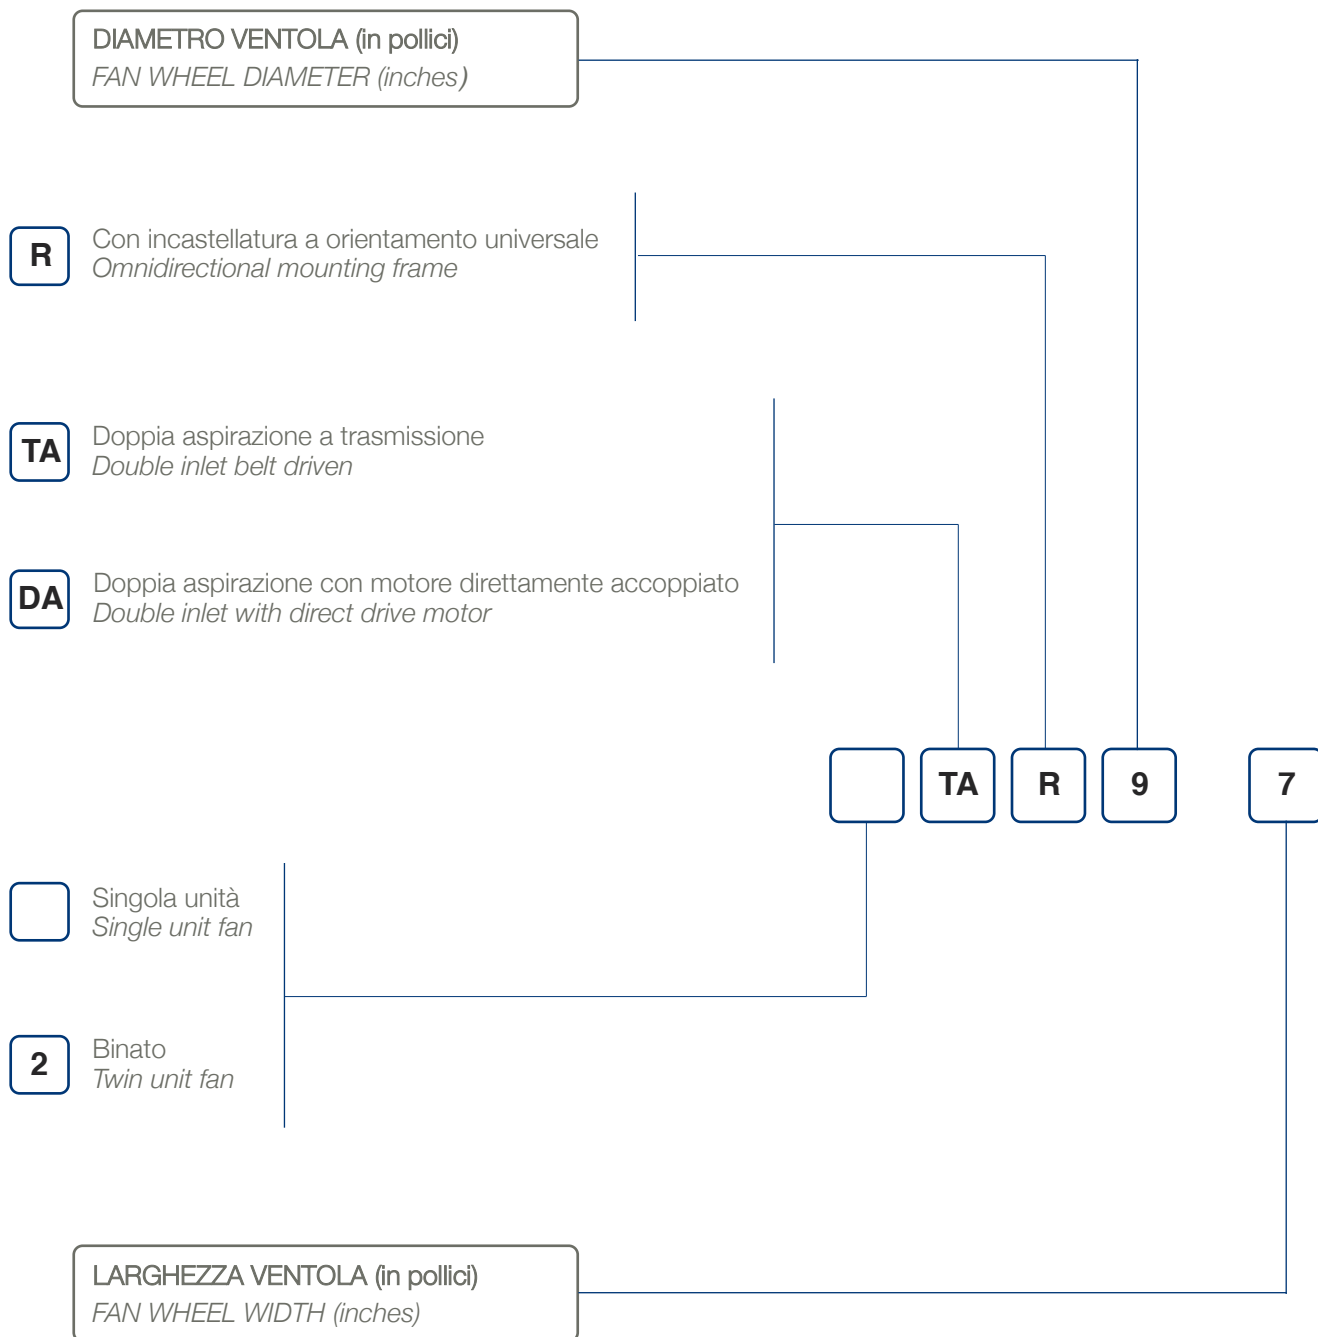 DIAMETRO VENTOLA (in pollici)
FAN WHEEL DIAMETER (inches)
R
Con incastellatura a orientamento universale
Omnidirectional mounting frame
TA
Doppia aspirazione a trasmissione
Double inlet belt driven
DA
Doppia aspirazione con motore direttamente accoppiato
Double inlet with direct drive motor
TA R 9 7
Singola unità
Single unit fan
2
Binato
Twin unit fan
LARGHEZZA VENTOLA (in pollici)
FAN WHEEL WIDTH (inches)